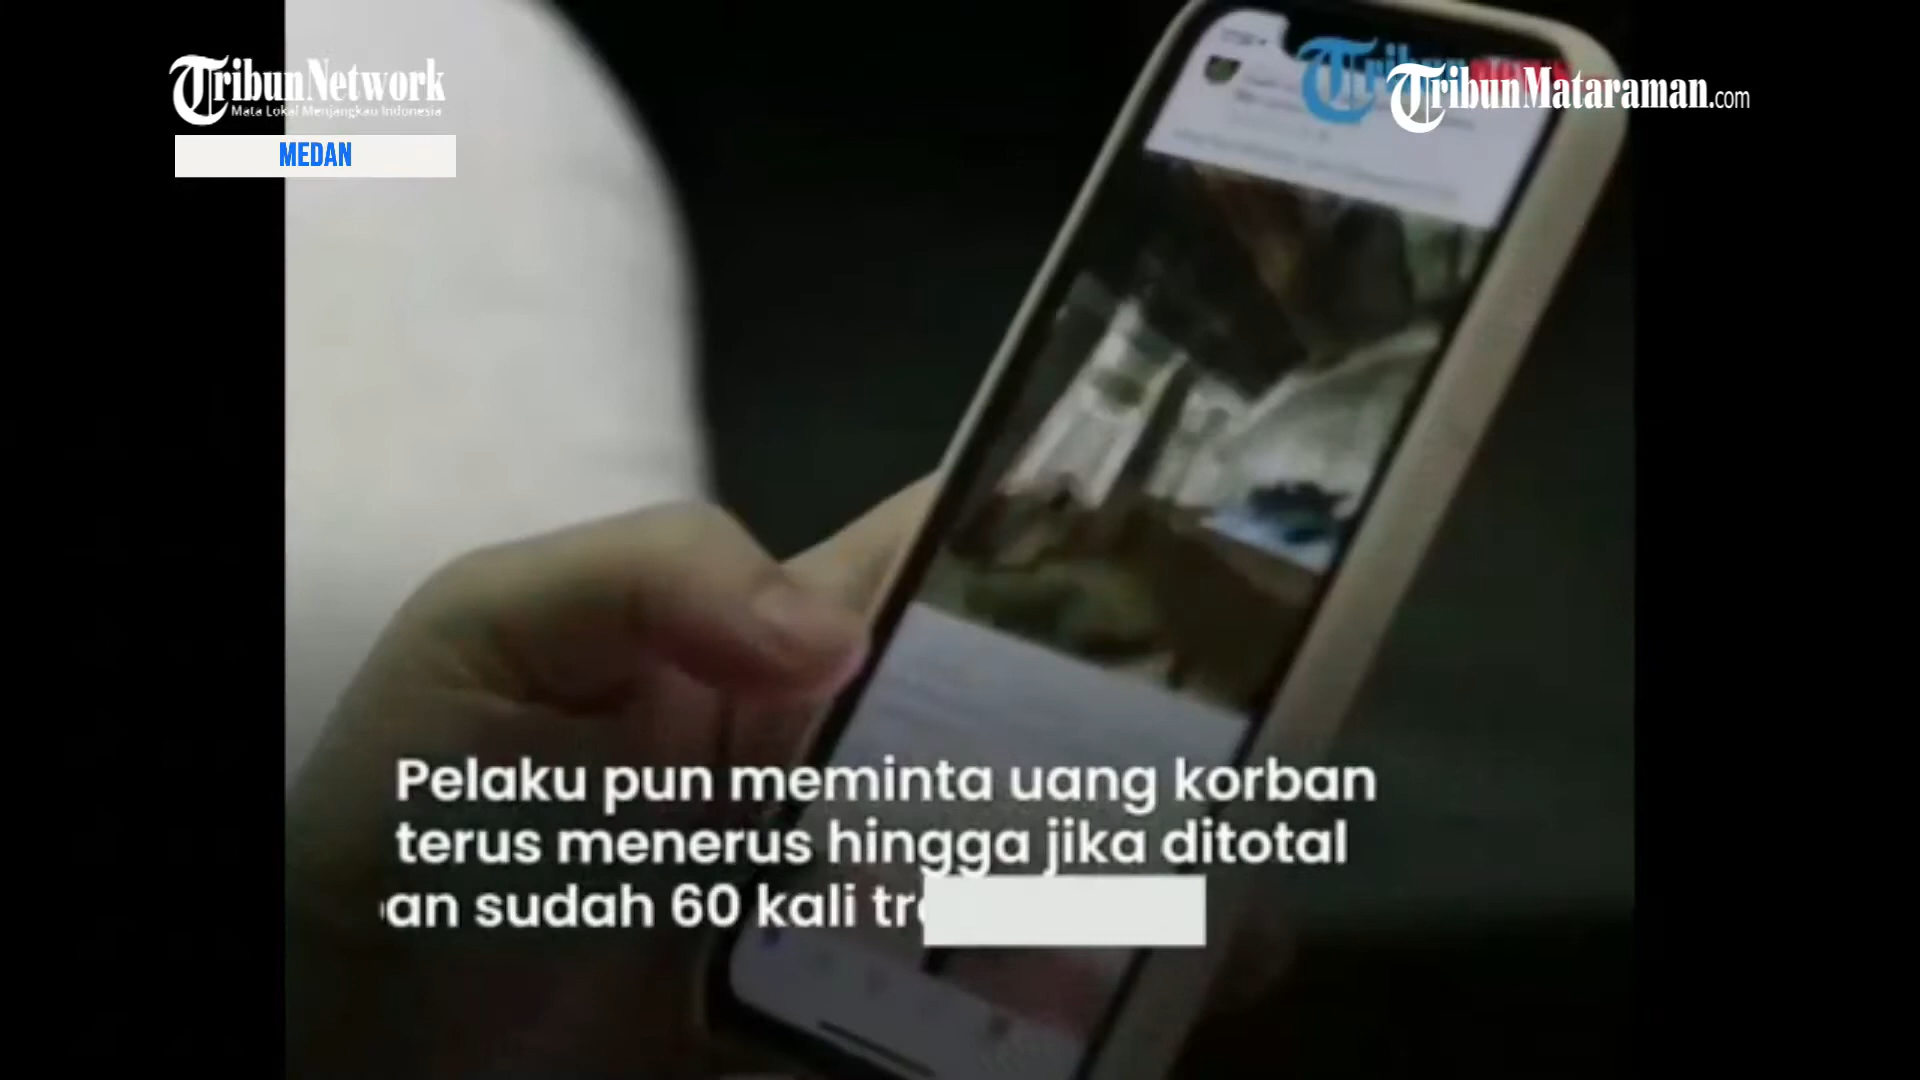 TribunNetwork
Mata Lokal Menjangkau Indonesia
MEDAN
TribunMataraman.com
Pelaku pun meminta uang korban
terus menerus hingga jika ditotal
sudah 60 kali